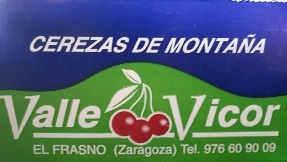 CEREZAS DE MONTAÑA
Valle Vicor
EL FRASNO (Zaragoza) Tel. 976 60 90 09